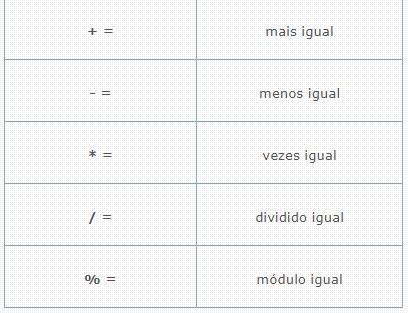 + = mais igual
- = menos igual
* = vezes igual
/ = dividido igual
% = módulo igual